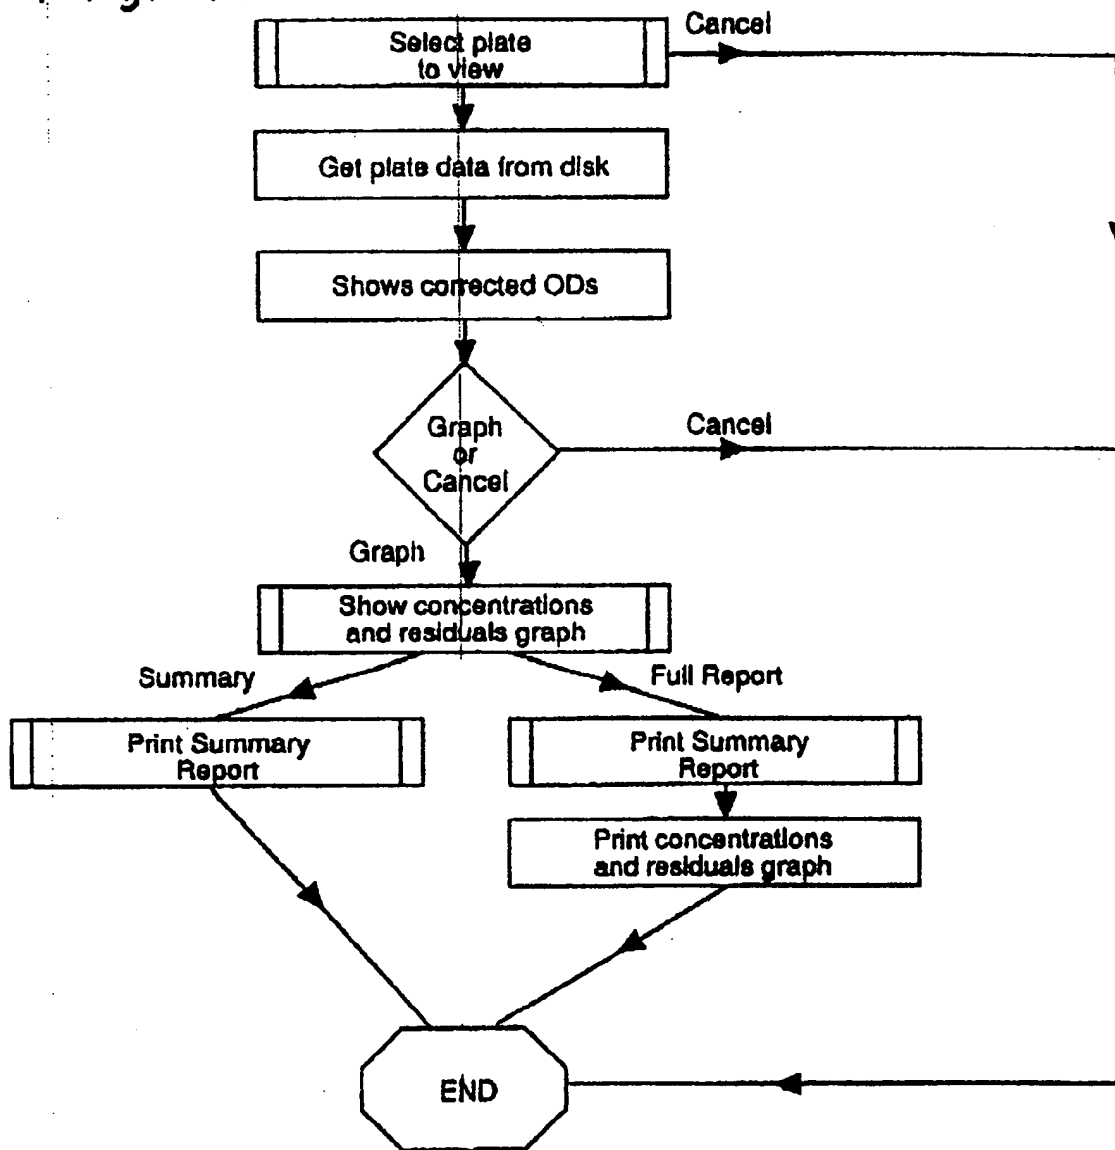 Cancel
Select plate
to view
Get plate data from disk
Shows corrected ODs
Graph
or
Cancel
Cancel
Graph
Show concentrations
and residuals graph
Summary
Full Report
Print Summary
Report
Print Summary
Report
Print concentrations
and residuals graph
END